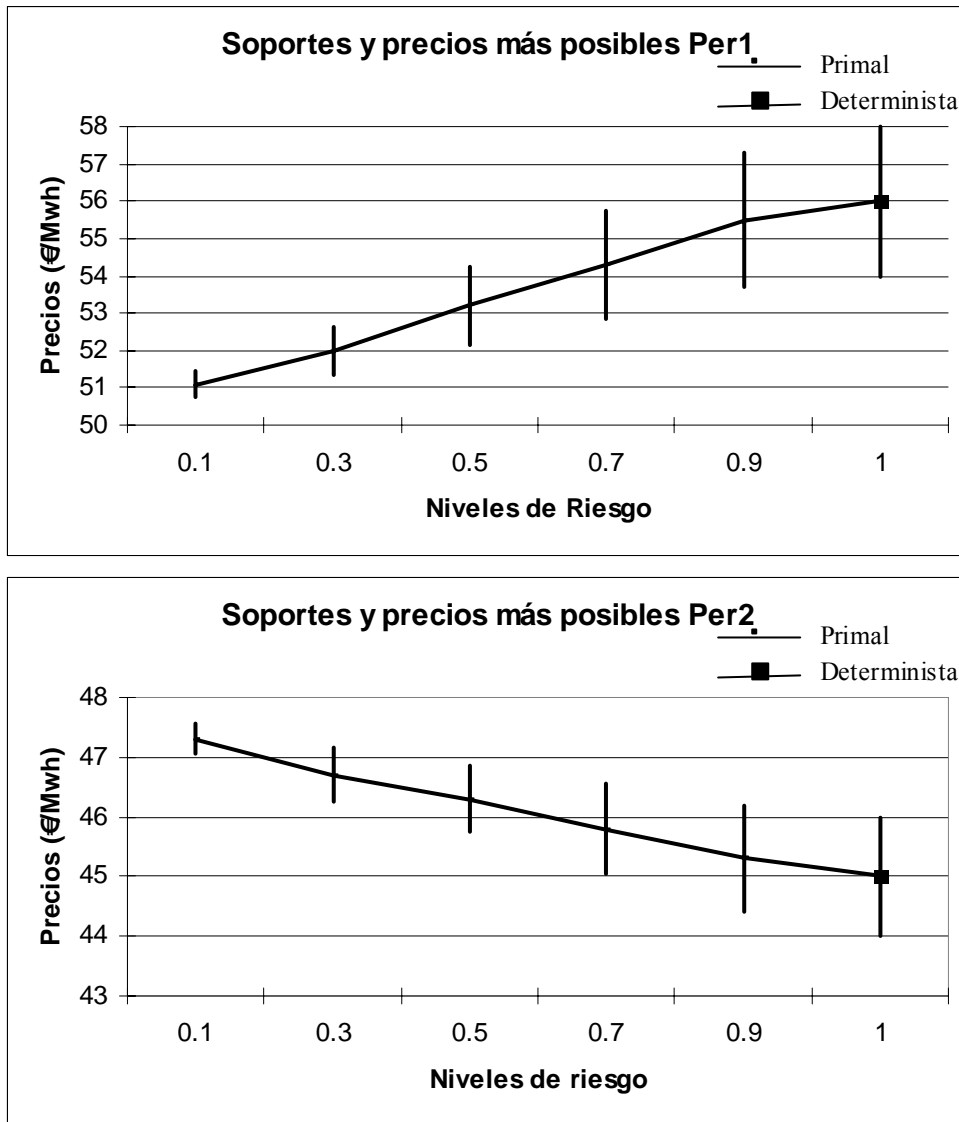 Soportes y precios más posibles Per1
Primal
Determinista
58
57
56
55
54
53
52
51
50
Precios (€/Mwh)
0.1 0.3 0.5 0.7 0.9 1
Niveles de Riesgo
Soportes y precios más posibles Per2
Primal
Determinista
48
47
46
45
44
43
Precios (€/Mwh)
0.1 0.3 0.5 0.7 0.9 1
Niveles de riesgo